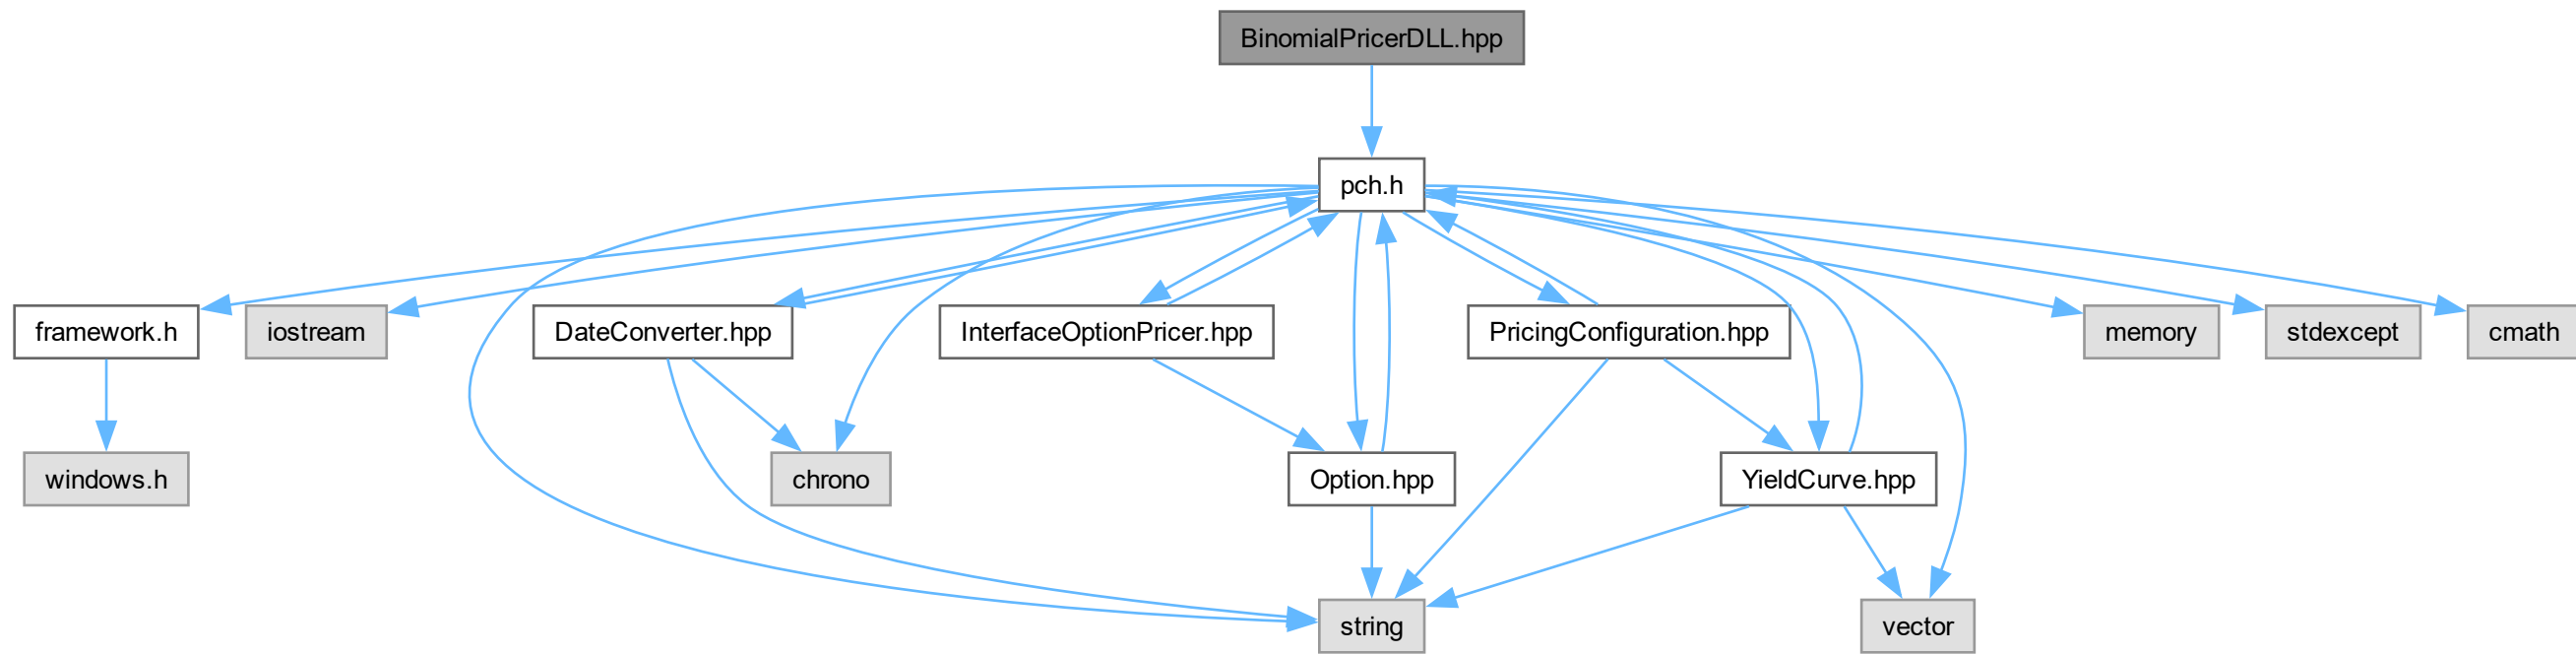 BinomialPricerDLL.hpp
pch.h
framework.h
iostream
DateConverter.hpp
InterfaceOptionPricer.hpp
PricingConfiguration.hpp
memory
stdexcept
cmath
windows.h
chrono
Option.hpp
YieldCurve.hpp
string
vector